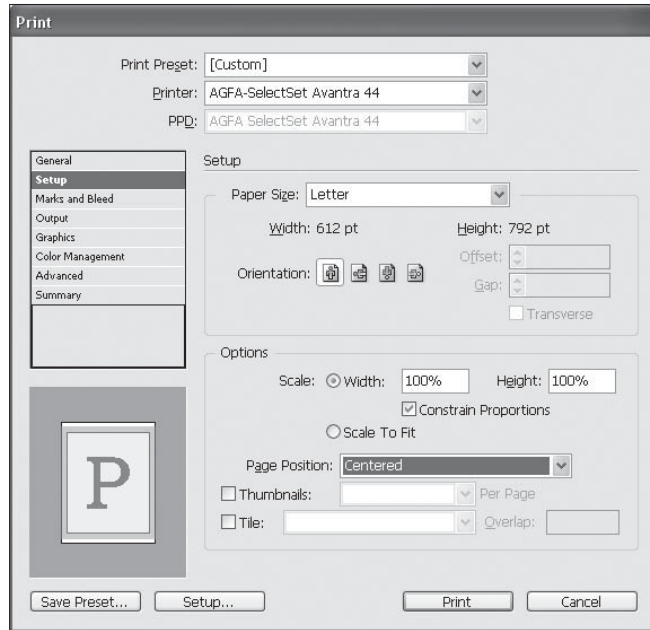 Print
Print Preset: [Custom]
Printer: AGFA-SelectSet Avantra 44
PPD: AGFA SelectSet Avantra 44
General
Setup
Marks and Bleed
Output
Graphics
Color Management
Advanced
Summary
Setup
Paper Size: Letter
Width: 612 pt Height: 792 pt
Orientation: Offset:
Gap:
Transverse
Options
Scale: Width: 100% Height: 100%
Constrain Proportions
Scale To Fit
Page Position: Centered
Thumbnails: Per Page
Tile: Overlap:
P
Save Preset... Setup... Print Cancel